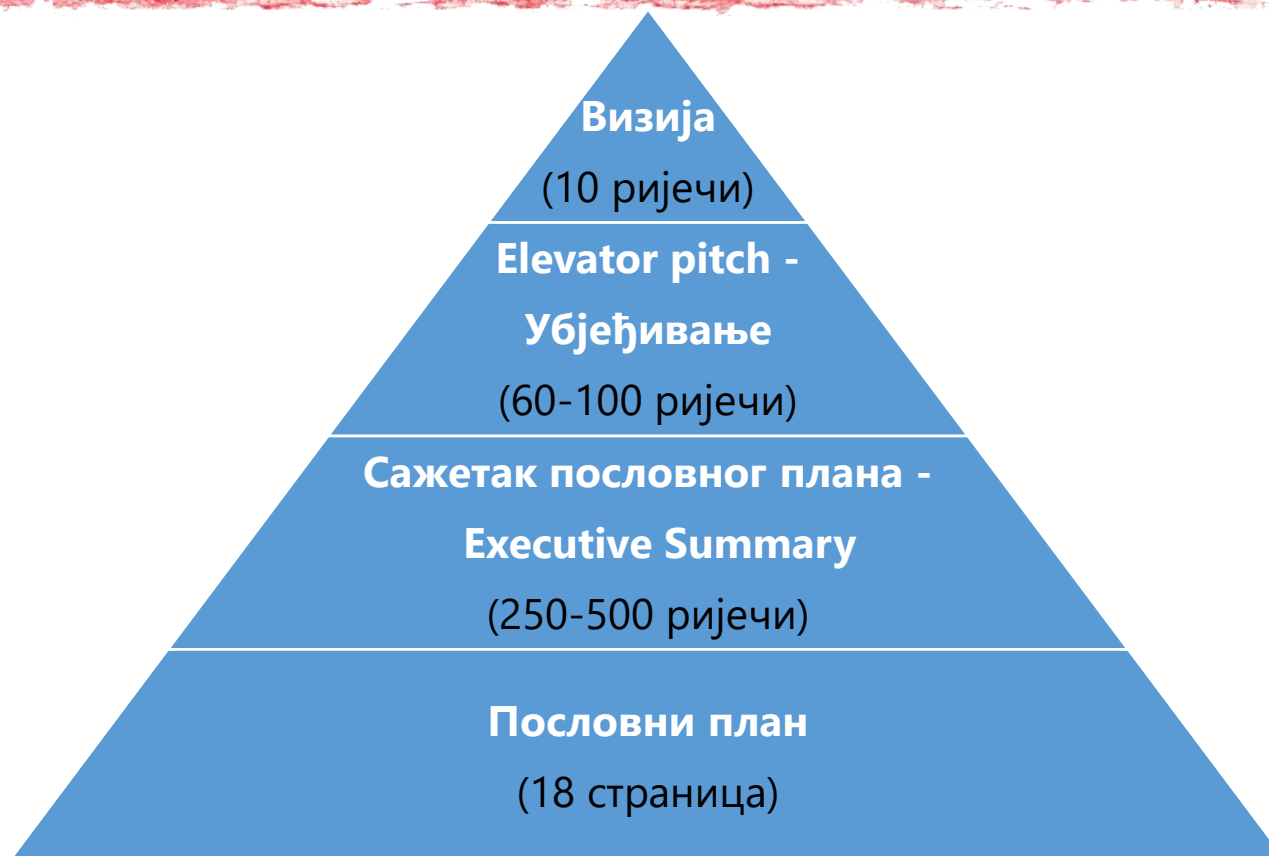 Визија
(10 ријечи)
Elevator pitch -
Убјеђивање
(60-100 ријечи)
Сажетак пословног плана -
Executive Summary
(250-500 ријечи)
Пословни план
(18 страница)